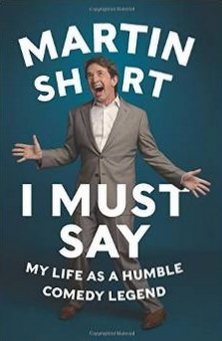 MARTIN
SHORT
I MUST
SAY
MY LIFE AS A HUMBLE
COMEDY LEGEND